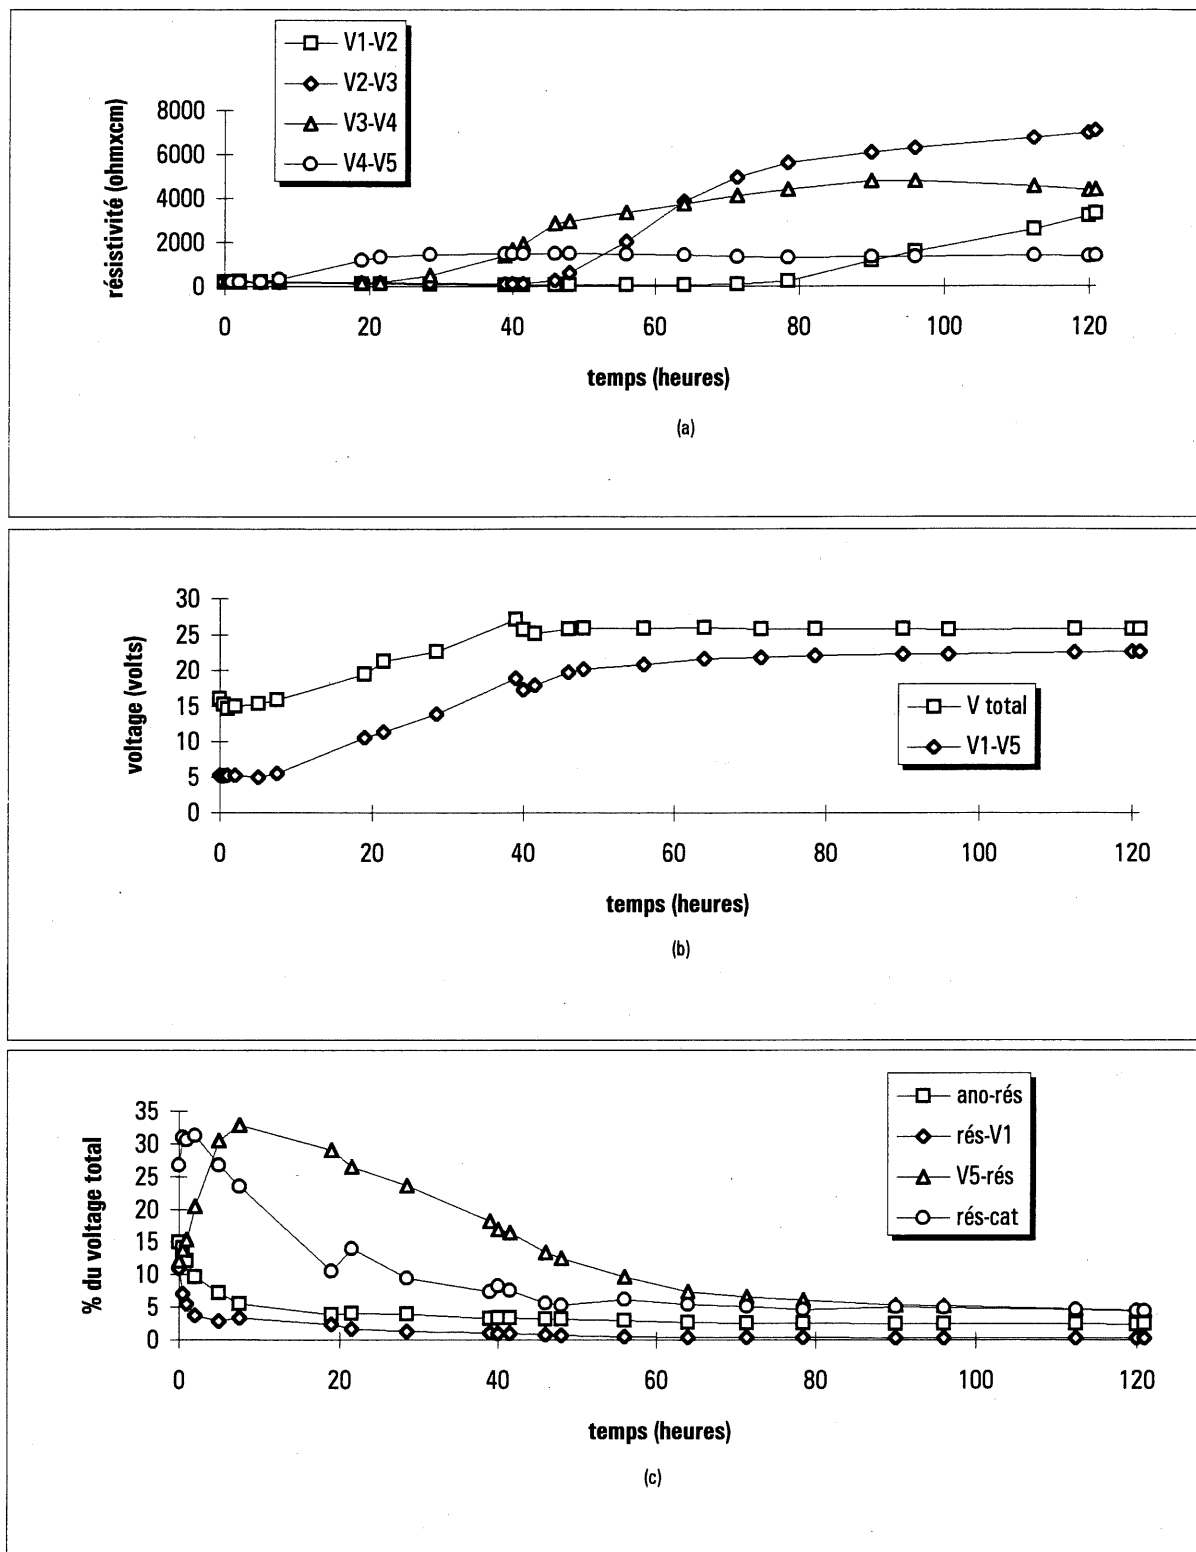 V1-V2
V2-V3
V3-V4
V4-V5
résistivité (ohmxcm)
8000
6000
4000
2000
0
0 20 40 60 80 100 120
temps (heures)
(a)
30
25
20
15
10
5
0
voltage (volts)
V total
V1-V5
0 20 40 60 80 100 120
temps (heures)
(b)
ano-rés
rés-V1
V5-rés
rés-cat
% du voltage total
35
30
25
20
15
10
5
0
0 20 40 60 80 100 120
temps (heures)
(c)